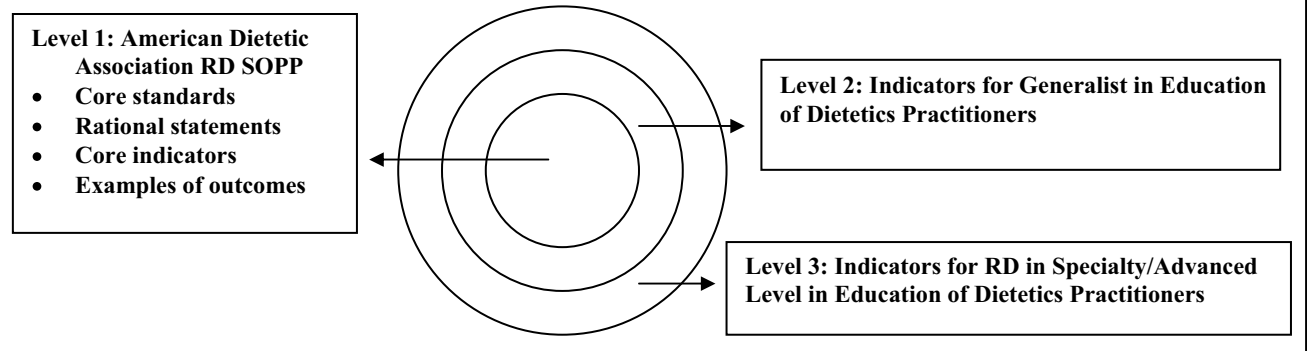 Level 1: American Dietetic
Association RD SOPP
• Core standards
• Rational statements
• Core indicators
• Examples of outcomes
Level 2: Indicators for Generalist in Education
of Dietetics Practitioners
Level 3: Indicators for RD in Specialty/Advanced
Level in Education of Dietetics Practitioners